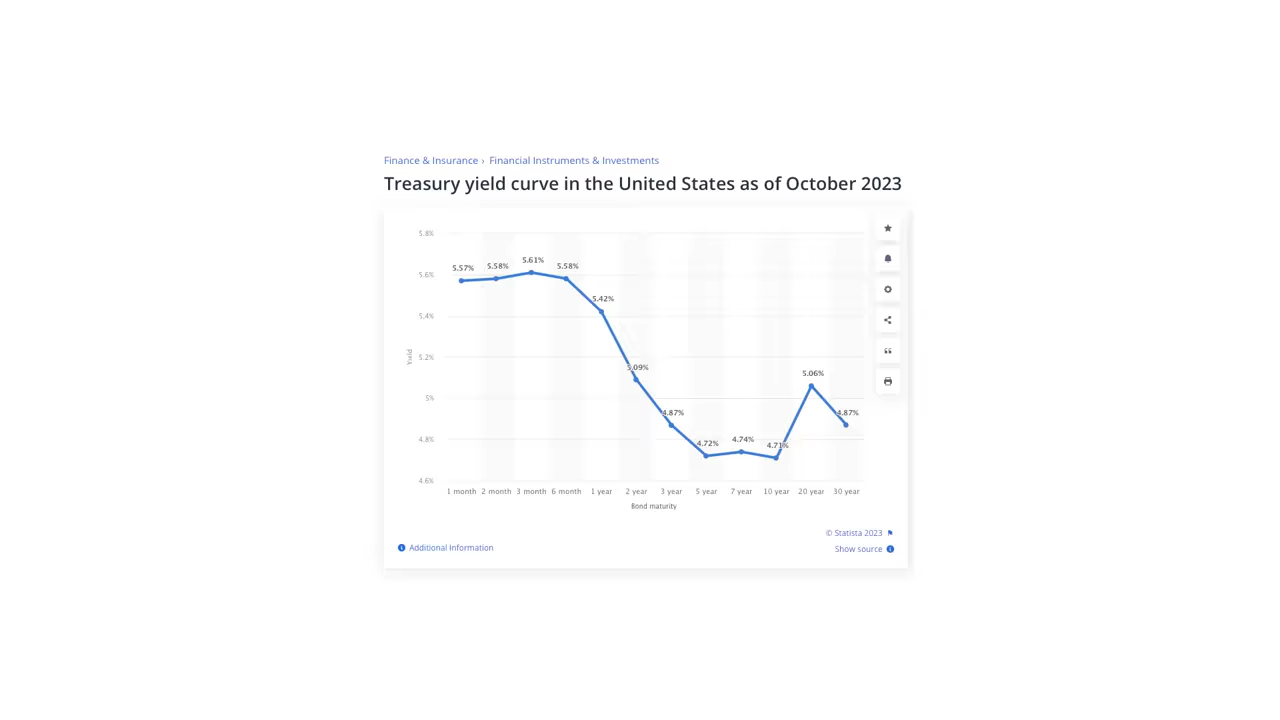 Finance & Insurance › Financial Instruments & Investments
Treasury yield curve in the United States as of October 2023
5.8%
5.6%
5.4%
5.2%
5%
4.8%
4.6%
Yield
5.57%
5.58%
5.61%
5.58%
5.42%
5.09%
4.87%
4.72%
4.74%
4.71%
5.06%
4.87%
1 month 2 month 3 month 6 month 1 year 2 year 3 year 5 year 7 year 10 year 20 year 30 year
Bond maturity
© Statista 2023
Additional Information
Show source